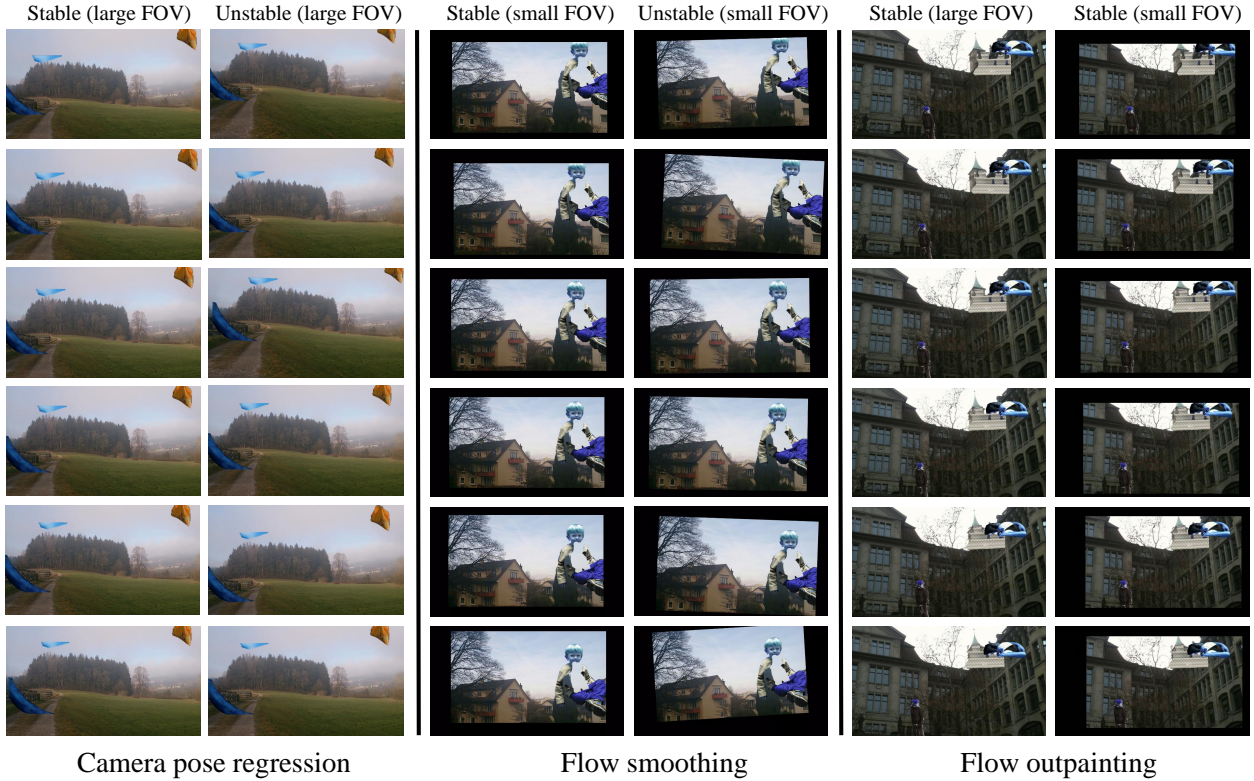 Stable (large FOV) Unstable (large FOV) Stable (small FOV) Unstable (small FOV) Stable (large FOV) Stable (small FOV)
Camera pose regression Flow smoothing Flow outpainting